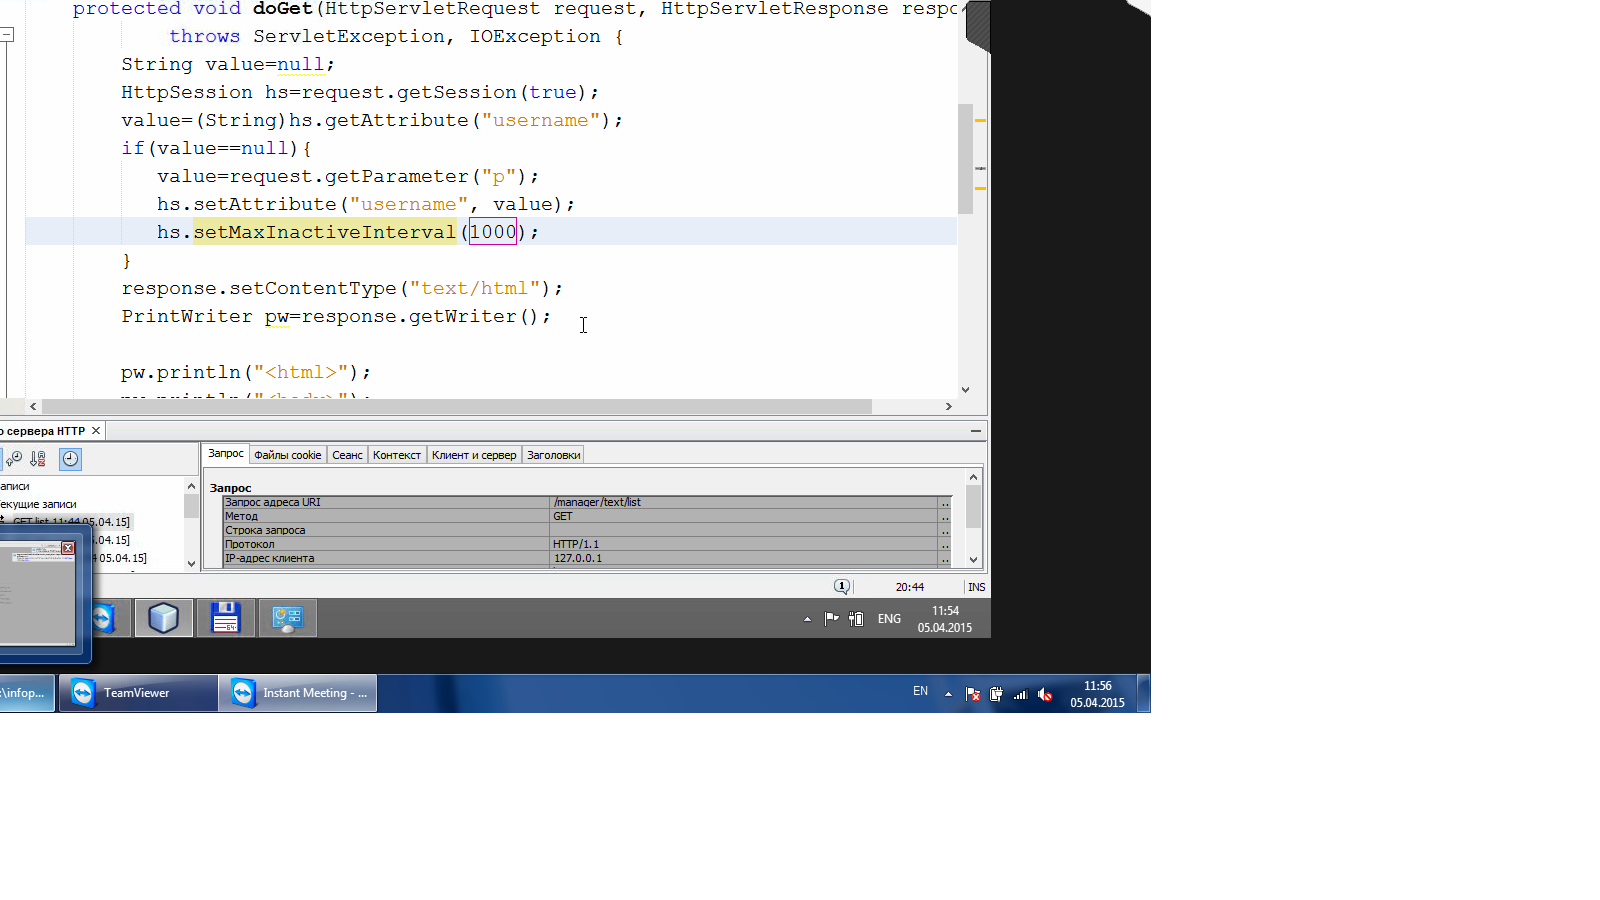 protected void doGet(HttpServletRequest request, HttpServletResponse respo
throws ServletException, IOException {
String value=null;
HttpSession hs=request.getSession(true);
value=(String)hs.getAttribute("username");
if(value==null){
value=request.getParameter("p");
hs.setAttribute("username", value);
hs.setMaxInactiveInterval(1000);
}
response.setContentType("text/html");
PrintWriter pw=response.getWriter();
pw.println("<html>");
pw.println("<body>");
о сервера HTTP
Запрос Файлы cookie Сеанс Контекст Клиент и сервер Заголовки
аписи
екущие записи
GET list 11:44 05.04.15]
05.04.15]
4 05.04.15]
Запрос
Запрос адреса URI /manager/text/list ..
Метод GET ..
Строка запроса ..
Протокол HTTP/1.1 ..
IP-адрес клиента 127.0.0.1 ..
1 20:44 INS
ENG 11:54
05.04.2015
:\infop... TeamViewer Instant Meeting - ... EN 11:56
05.04.2015